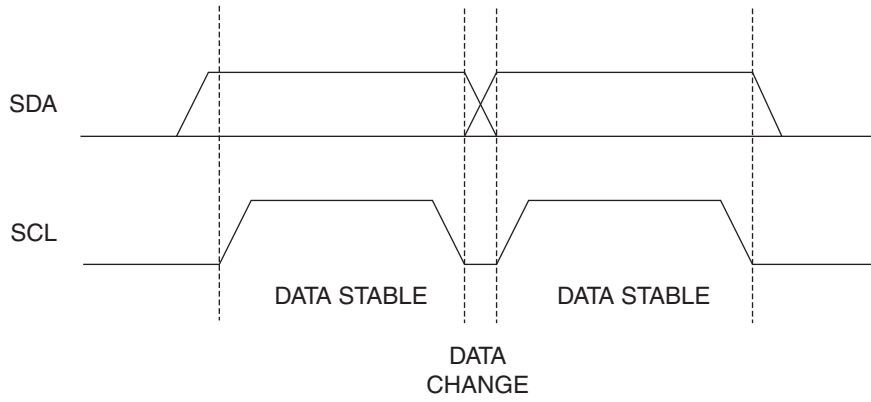 SDA
SCL
DATA STABLE
DATA STABLE
DATA
CHANGE